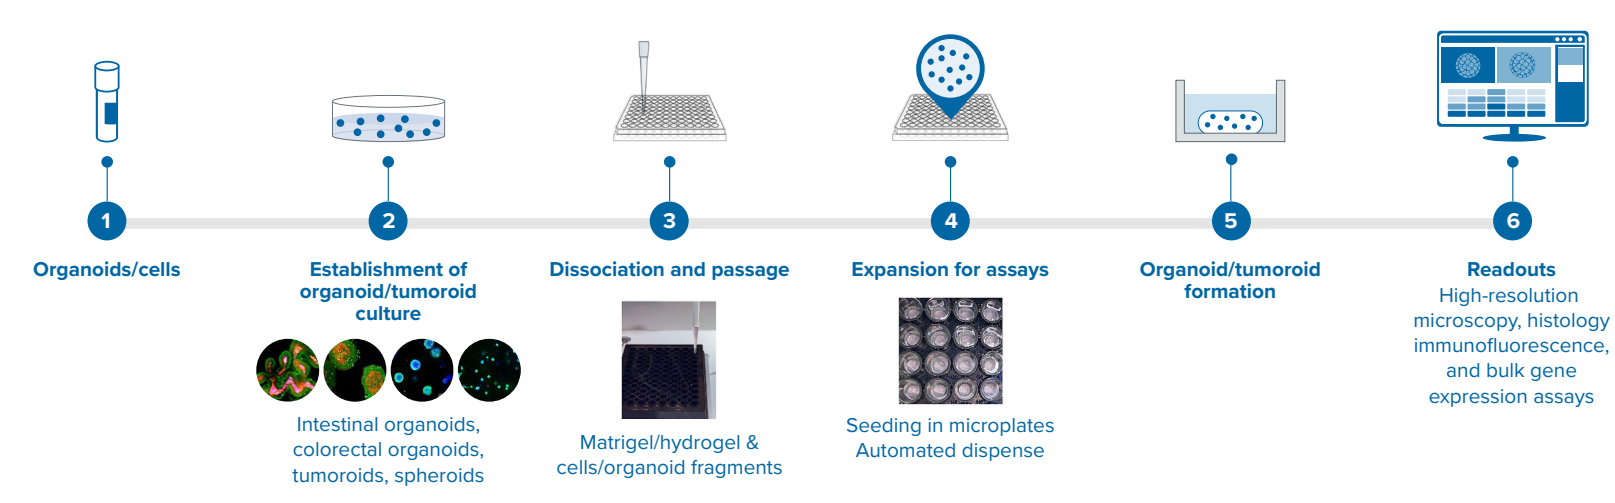 1
Organoids/cells
2
Establishment of
organoid/tumoroid
culture
Intestinal organoids,
colorectal organoids,
tumoroids, spheroids
3
Dissociation and passage
Matrigel/hydrogel &
cells/organoid fragments
4
Expansion for assays
Seeding in microplates
Automated dispense
5
Organoid/tumoroid
formation
6
Readouts
High-resolution
microscopy, histology
immunofluorescence,
and bulk gene
expression assays